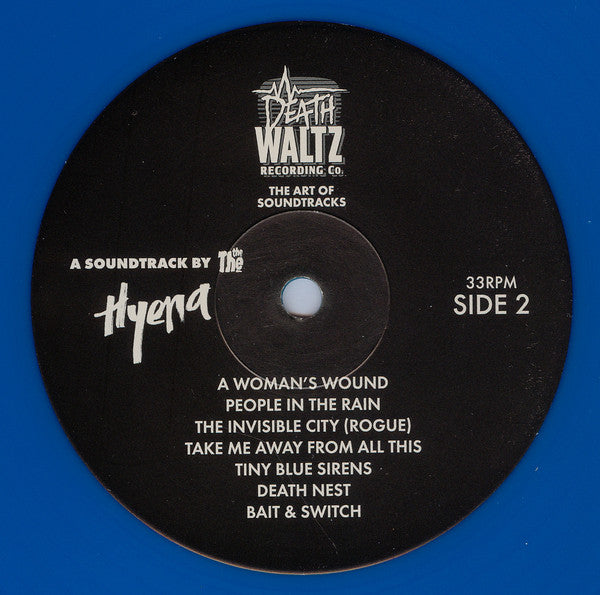 DEATH
WALTZ
RECORDING Co.
THE ART OF
SOUNDTRACKS
A SOUNDTRACK BY the The
Hyena
33RPM
SIDE 2
A WOMAN'S WOUND
PEOPLE IN THE RAIN
THE INVISIBLE CITY (ROGUE)
TAKE ME AWAY FROM ALL THIS
TINY BLUE SIRENS
DEATH NEST
BAIT & SWITCH